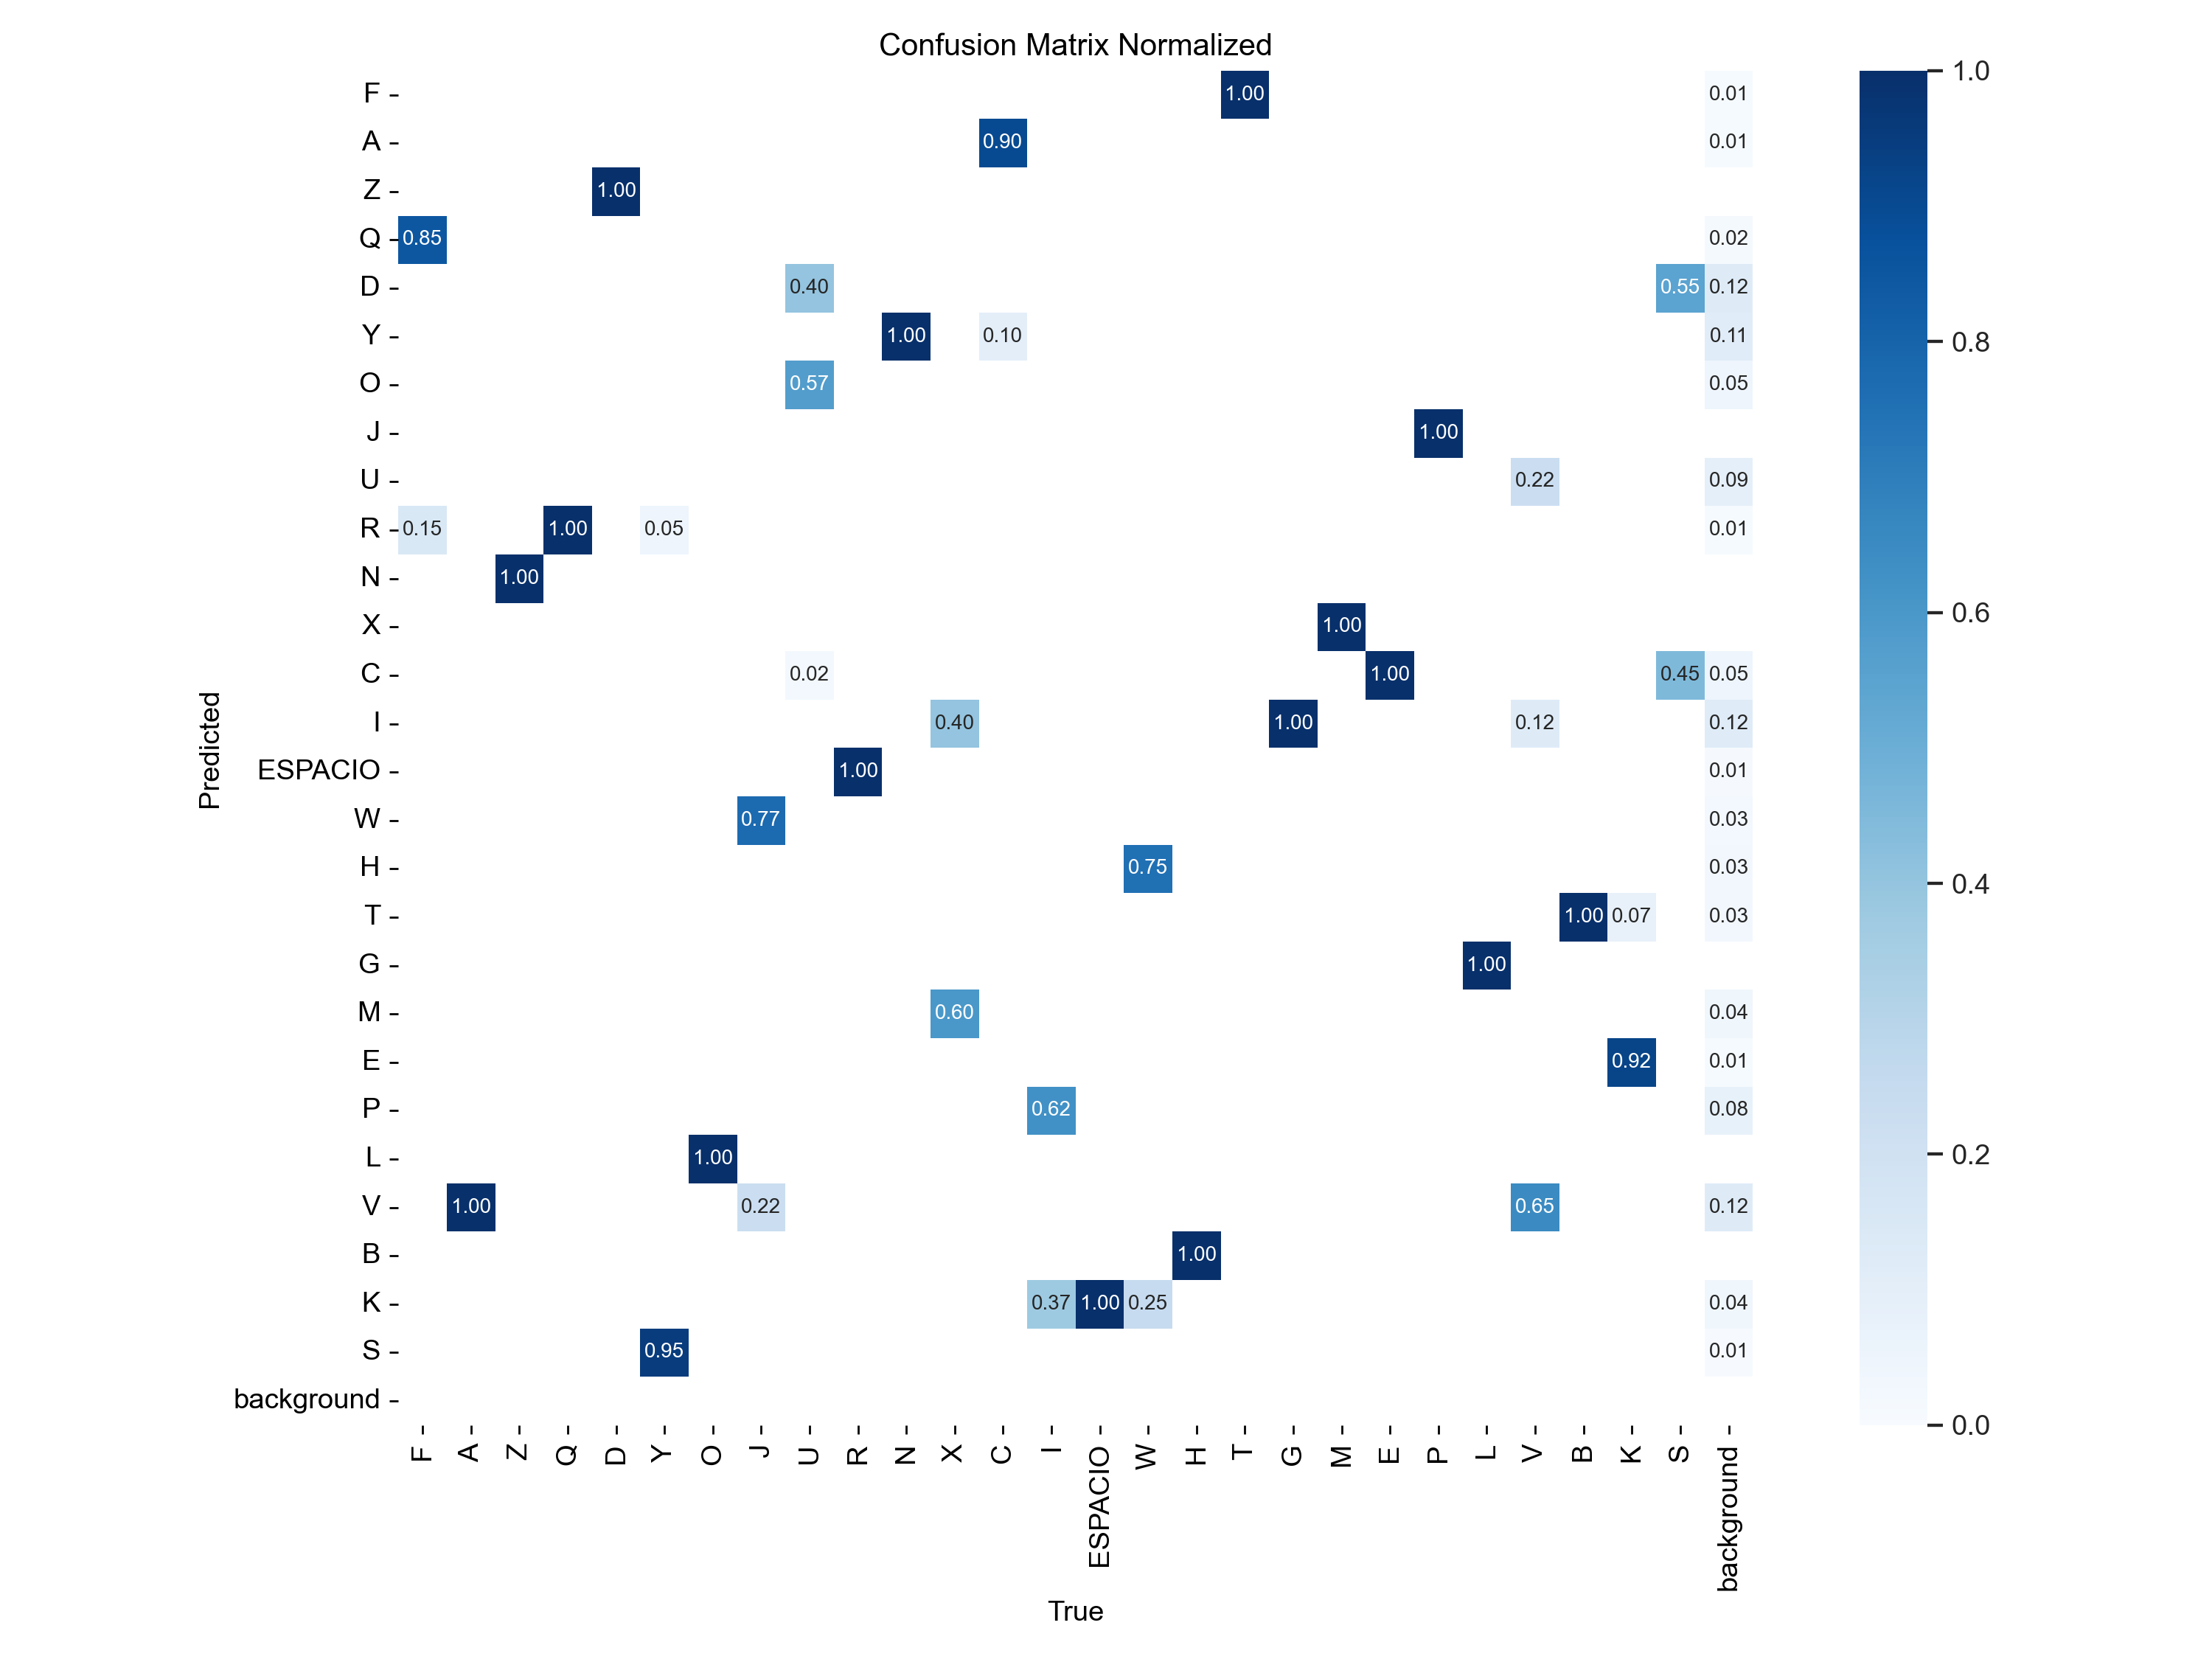 Confusion Matrix Normalized
F 1.00 0.01 1.0
A 0.90 0.01
Z 1.00
Q 0.85 0.02
D 0.40 0.55 0.12
Y 1.00 0.10 0.11 0.8
O 0.57 0.05
J 1.00
U 0.22 0.09
R 0.15 1.00 0.05 0.01
N 1.00
X 1.00 0.6
C 0.02 1.00 0.45 0.05
I 0.40 1.00 0.12 0.12
Predicted
ESPACIO 1.00 0.01
W 0.77 0.03
H 0.75 0.03 0.4
T 1.00 0.07 0.03
G 1.00
M 0.60 0.04
E 0.92 0.01
P 0.62 0.08
L 1.00 0.2
V 1.00 0.22 0.65 0.12
B 1.00
K 0.37 1.00 0.25 0.04
S 0.95 0.01
background 0.0
F A Z Q D Y O J U R N X C I ESPACIO W H T G M E P L V B K S background
True